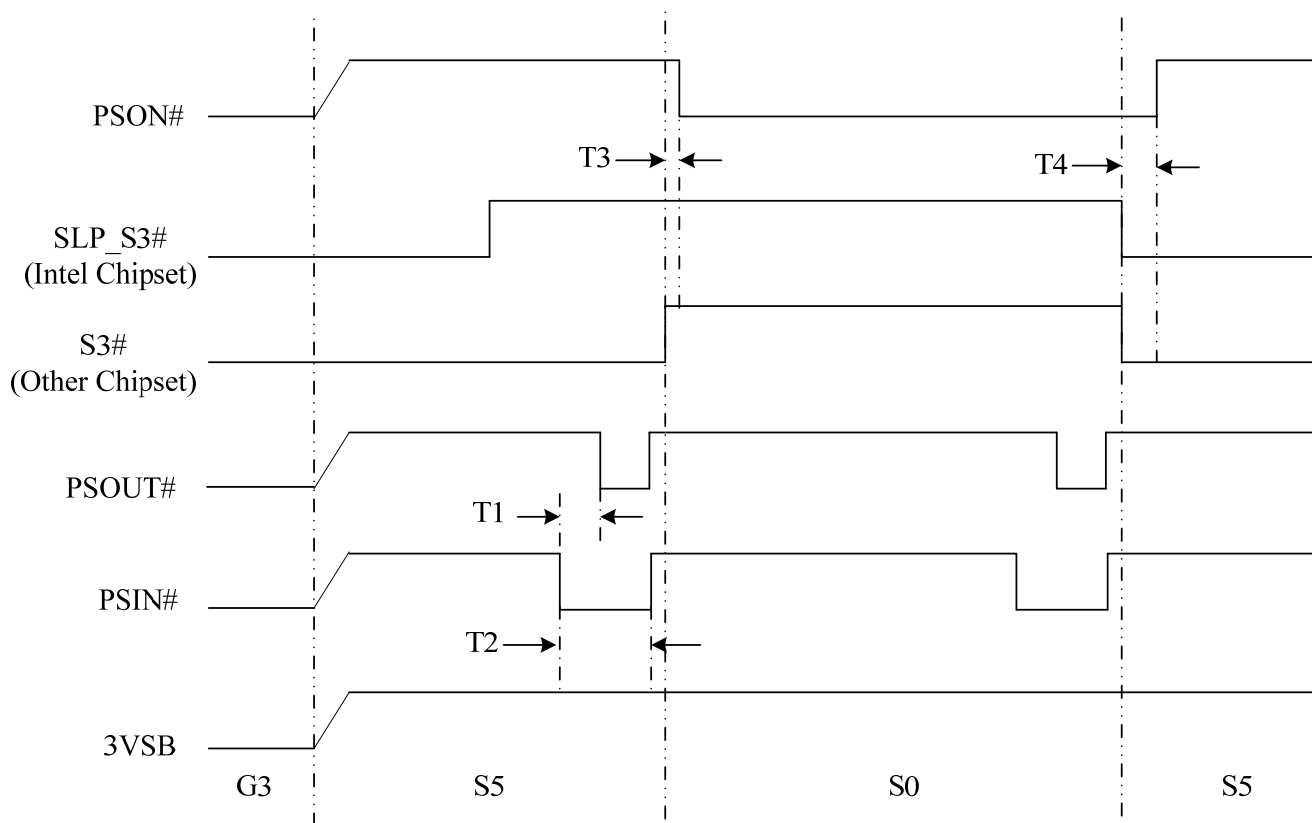 PSON#
T3
T4
SLP_S3#
(Intel Chipset)
S3#
(Other Chipset)
PSOUT#
T1
PSIN#
T2
3VSB
G3
S5
S0
S5